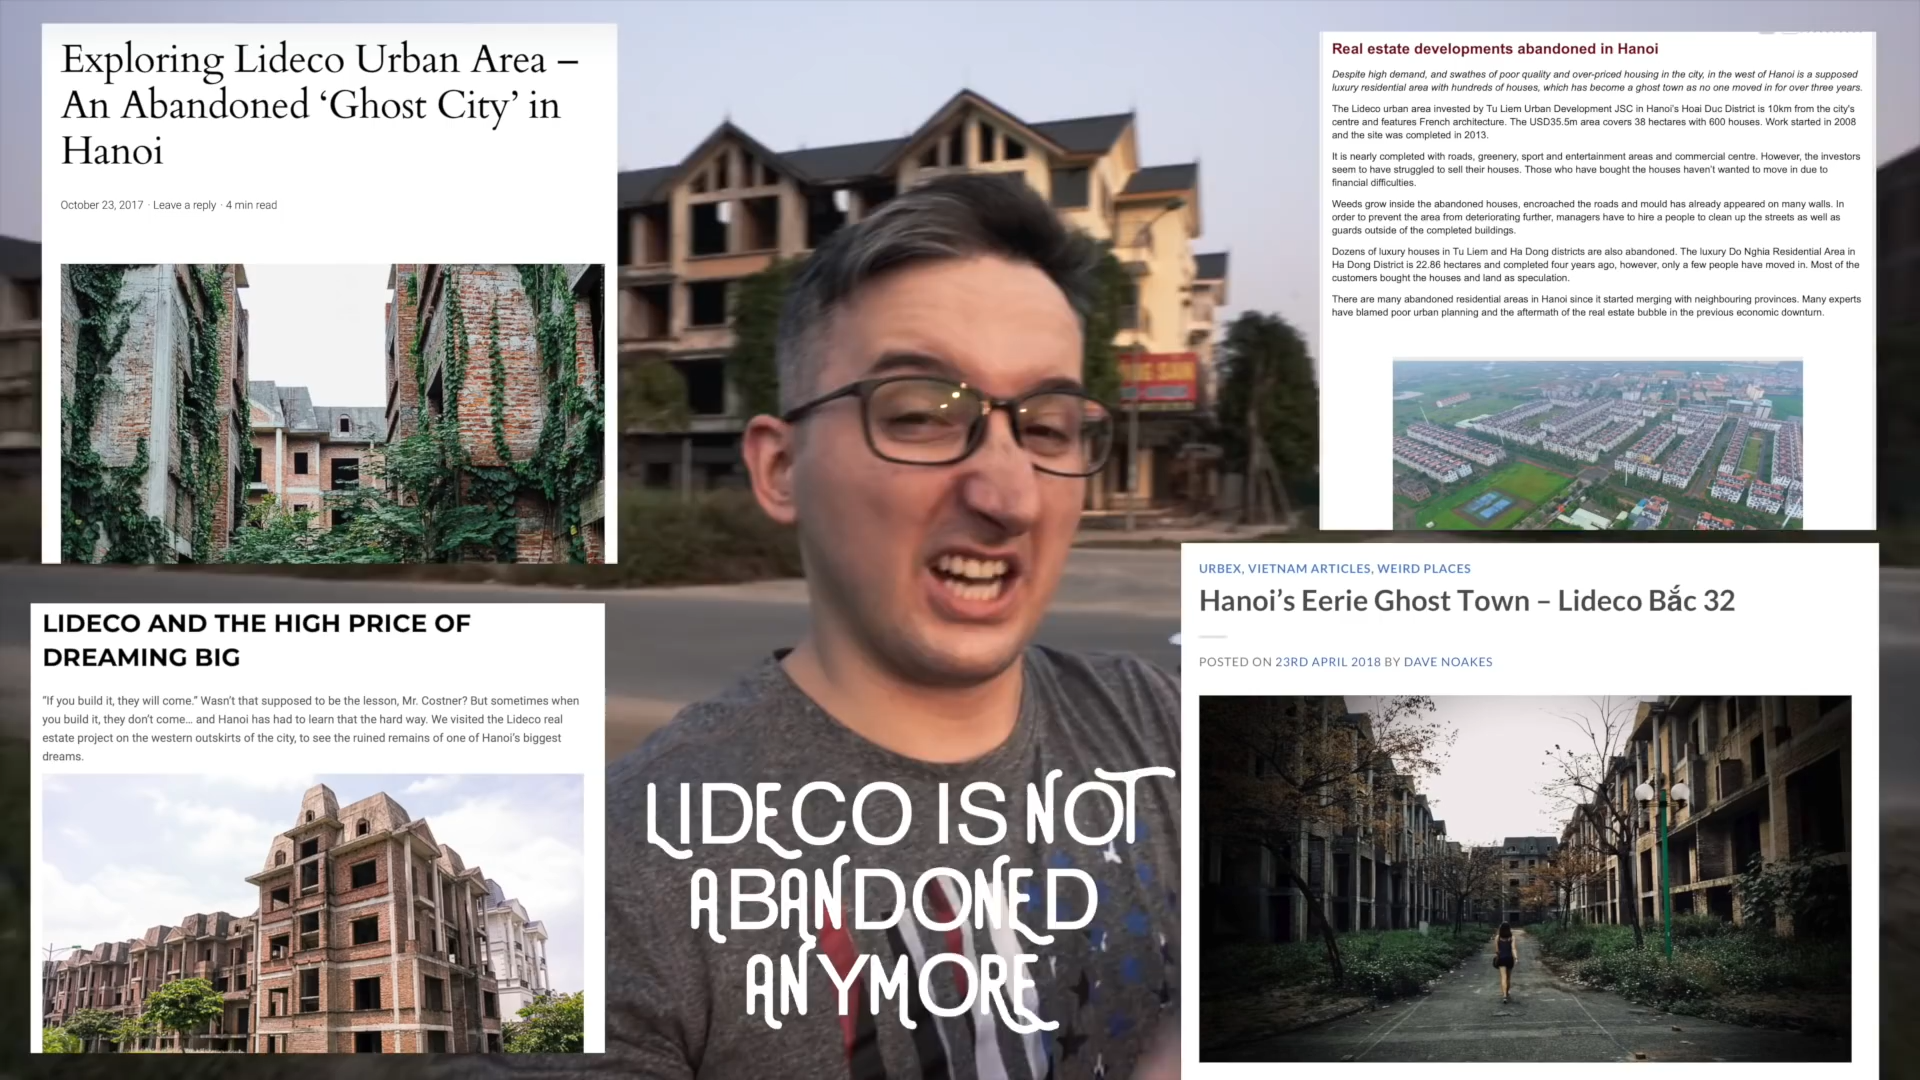 Exploring Lideco Urban Area –
An Abandoned ‘Ghost City’ in
Hanoi
October 23, 2017 · Leave a reply · 4 min read
Real estate developments abandoned in Hanoi
Despite high demand, and swathes of poor quality and over-priced housing in the city, in the west of Hanoi is a supposed
luxury residential area with hundreds of houses, which has become a ghost town as no one moved in for over three years.
The Lideco urban area invested by Tu Liem Urban Development JSC in Hanoi's Hoai Duc District is 10km from the city's
centre and features French architecture. The USD35.5m area covers 38 hectares with 600 houses. Work started in 2008
and the site was completed in 2013.
It is nearly completed with roads, greenery, sport and entertainment areas and commercial centre. However, the investors
seem to have struggled to sell their houses. Those who have bought the houses haven't wanted to move in due to
financial difficulties.
Weeds grow inside the abandoned houses, encroached the roads and mould has already appeared on many walls. In
order to prevent the area from deteriorating further, managers have to hire a people to clean up the streets as well as
guards outside of the completed buildings.
Dozens of luxury houses in Tu Liem and Ha Dong districts are also abandoned. The luxury Do Nghia Residential Area in
Ha Dong District is 22.86 hectares and completed four years ago, however, only a few people have moved in. Most of the
customers bought the houses and land as speculation.
There are many abandoned residential areas in Hanoi since it started merging with neighbouring provinces. Many experts
have blamed poor urban planning and the aftermath of the real estate bubble in the previous economic downturn.
LIDECO AND THE HIGH PRICE OF
DREAMING BIG
“If you build it, they will come.” Wasn’t that supposed to be the lesson, Mr. Costner? But sometimes when
you build it, they don’t come… and Hanoi has had to learn that the hard way. We visited the Lideco real
estate project on the western outskirts of the city, to see the ruined remains of one of Hanoi’s biggest
dreams.
URBEX, VIETNAM ARTICLES, WEIRD PLACES
Hanoi’s Eerie Ghost Town – Lideco Bắc 32
POSTED ON 23RD APRIL 2018 BY DAVE NOAKES
LIDECO IS NOT
ABANDONED
ANYMORE